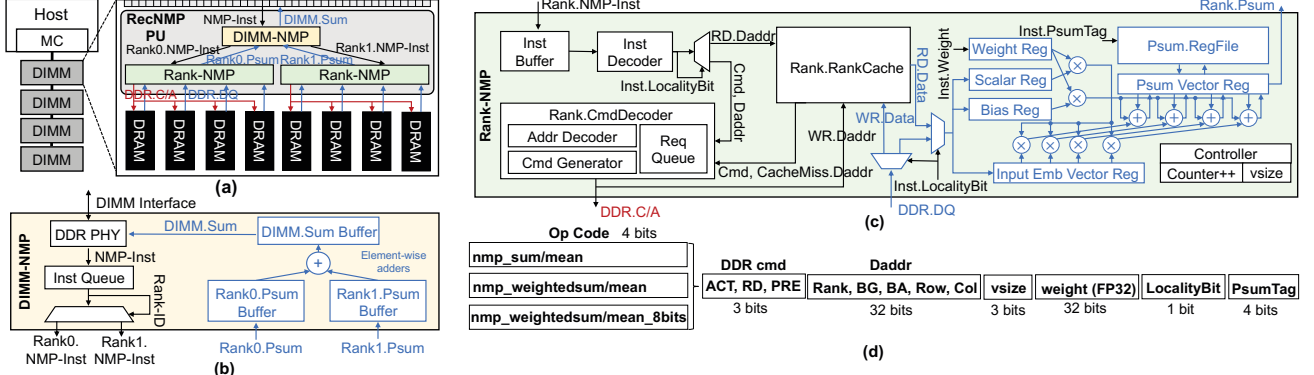 Host
MC
DIMM
DIMM
DIMM
DIMM
RecNMP
PU
NMP-Inst
DIMM.Sum
DIMM-NMP
Rank0.NMP-Inst
Rank1.NMP-Inst
Rank0.Psum
Rank1.Psum
Rank-NMP
Rank-NMP
DDR.C/A
DDR.DQ
DRAM
DRAM
DRAM
DRAM
DRAM
DRAM
DRAM
DRAM
(a)
DIMM-NMP
DIMM Interface
DDR PHY
DIMM.Sum
DIMM.Sum Buffer
NMP-Inst
Inst Queue
Rank-ID
Element-wise
adders
Rank0.Psum
Buffer
Rank1.Psum
Buffer
Rank0.
NMP-Inst
Rank1.
NMP-Inst
Rank0.Psum
Rank1.Psum
(b)
Rank-NMP
Rank.NMP-Inst
Inst
Buffer
Inst
Decoder
RD.Daddr
Inst.LocalityBit
Cmd, Daddr
Rank.RankCache
Rank.CmdDecoder
Addr Decoder
Cmd Generator
Req
Queue
Cmd, CacheMiss.Daddr
WR.Daddr
WR.Data
RD.Data
Inst.LocalityBit
DDR.C/A
DDR.DQ
Inst.Weight
Weight Reg
Scalar Reg
Bias Reg
Input Emb Vector Reg
Inst.PsumTag
Psum.RegFile
Psum Vector Reg
Rank.Psum
Controller
Counter++
vsize
(c)
Op Code 4 bits
nmp_sum/mean
nmp_weightedsum/mean
nmp_weightedsum/mean_8bits
DDR cmd
ACT, RD, PRE
3 bits
Daddr
Rank, BG, BA, Row, Col
32 bits
vsize
3 bits
weight (FP32)
32 bits
LocalityBit
1 bit
PsumTag
4 bits
(d)